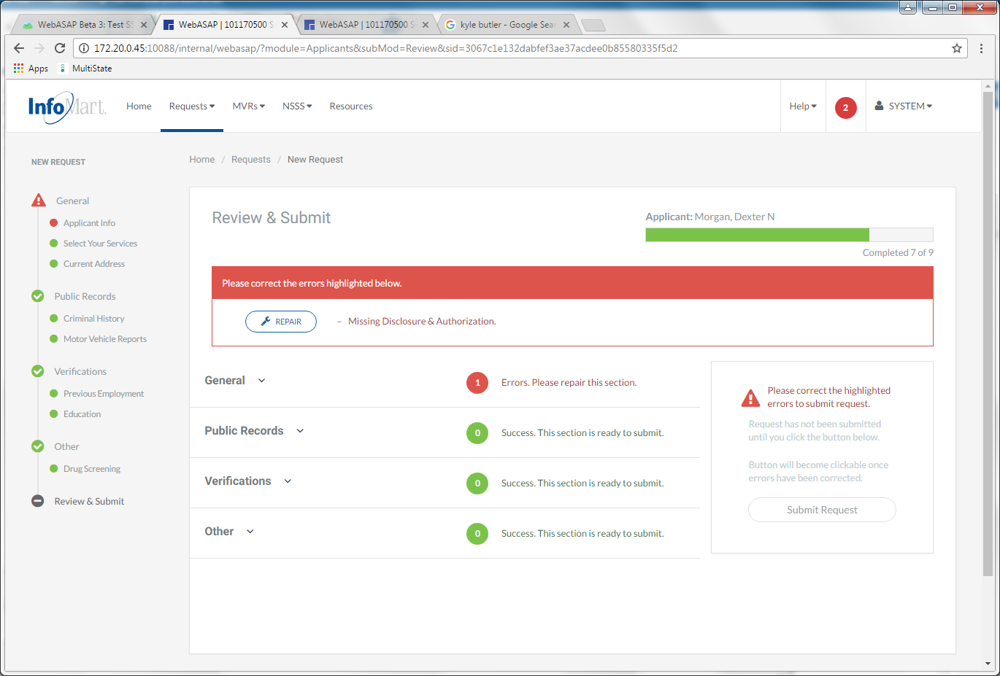 WebASAP Beta 3: Test SS
WebASAP | 101170500 S
WebASAP | 101170500 S
kyle butler - Google Sear
172.20.0.45:10088/internal/webasap/?module=Applicants&subMod=Review&sid=3067c1e132dabfef3ae37acdee0b85580335f5d2
Apps
MultiState
InfoMart.
Home
Requests
MVRs
NSSS
Resources
Help
2
SYSTEM
NEW REQUEST
General
Applicant Info
Select Your Services
Current Address
Public Records
Criminal History
Motor Vehicle Reports
Verifications
Previous Employment
Education
Other
Drug Screening
Review & Submit
Home / Requests / New Request
Review & Submit
Applicant: Morgan, Dexter N
Completed 7 of 9
Please correct the errors highlighted below.
REPAIR
– Missing Disclosure & Authorization.
General
1
Errors. Please repair this section.
Public Records
0
Success. This section is ready to submit.
Verifications
0
Success. This section is ready to submit.
Other
0
Success. This section is ready to submit.
Please correct the highlighted
errors to submit request.
Request has not been submitted
until you click the button below.
Button will become clickable once
errors have been corrected.
Submit Request